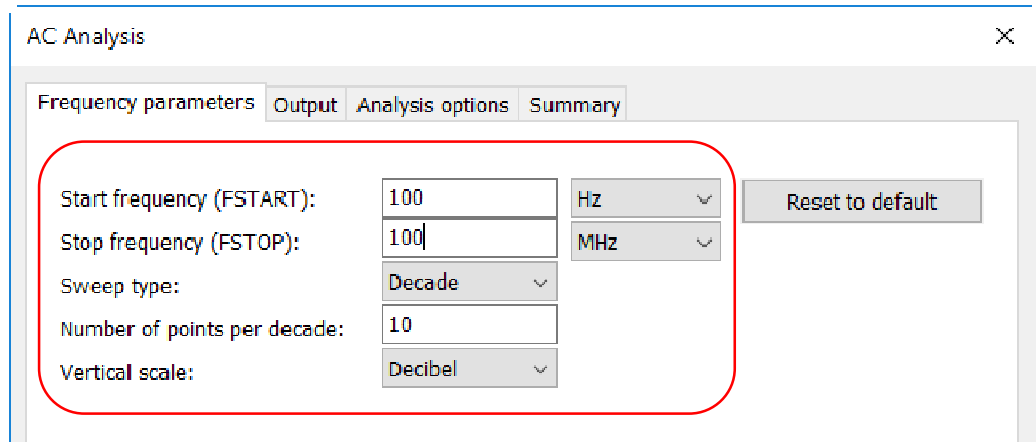 AC Analysis
Frequency parameters Output Analysis options Summary
Start frequency (FSTART): 100 Hz Reset to default
Stop frequency (FSTOP): 100 MHz
Sweep type: Decade
Number of points per decade: 10
Vertical scale: Decibel